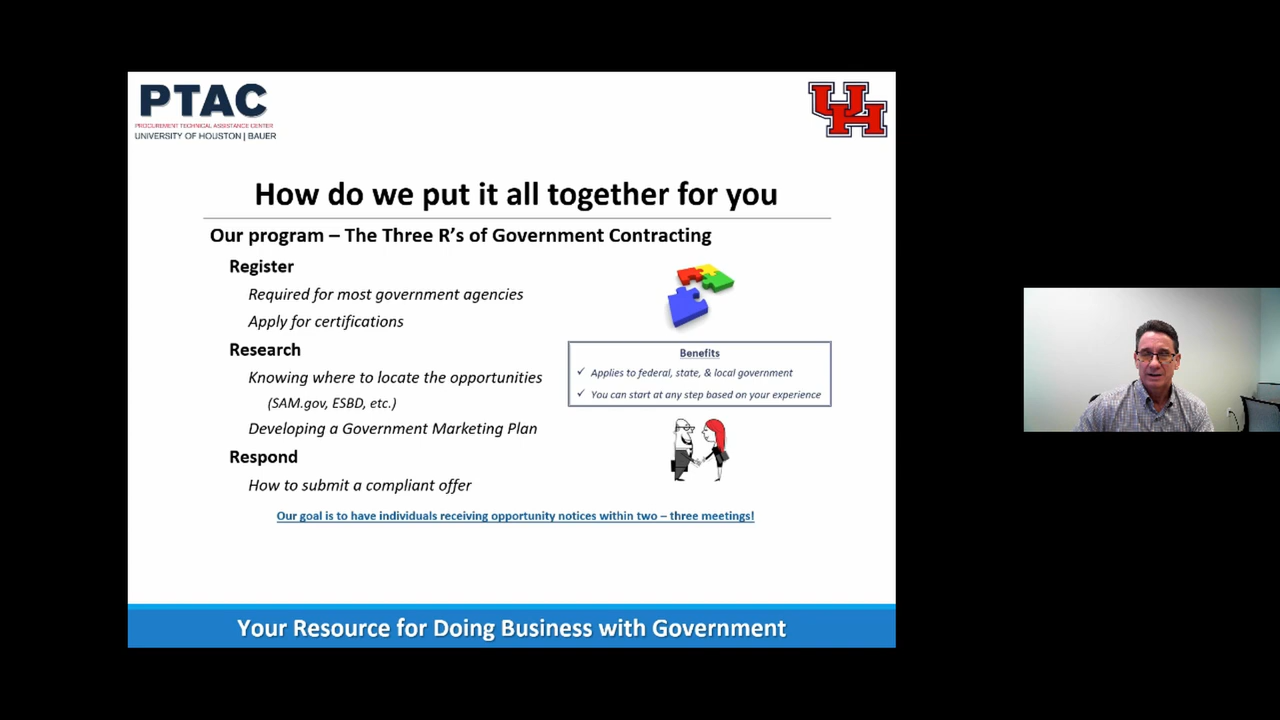 PTAC
PROCUREMENT TECHNICAL ASSISTANCE CENTER
UNIVERSITY OF HOUSTON | BAUER
UH
How do we put it all together for you
Our program – The Three R's of Government Contracting
Register
Required for most government agencies
Apply for certifications
Research
Knowing where to locate the opportunities
(SAM.gov, ESBD, etc.)
Developing a Government Marketing Plan
Respond
How to submit a compliant offer
Benefits
✓ Applies to federal, state, & local government
✓ You can start at any step based on your experience
Our goal is to have individuals receiving opportunity notices within two – three meetings!
Your Resource for Doing Business with Government